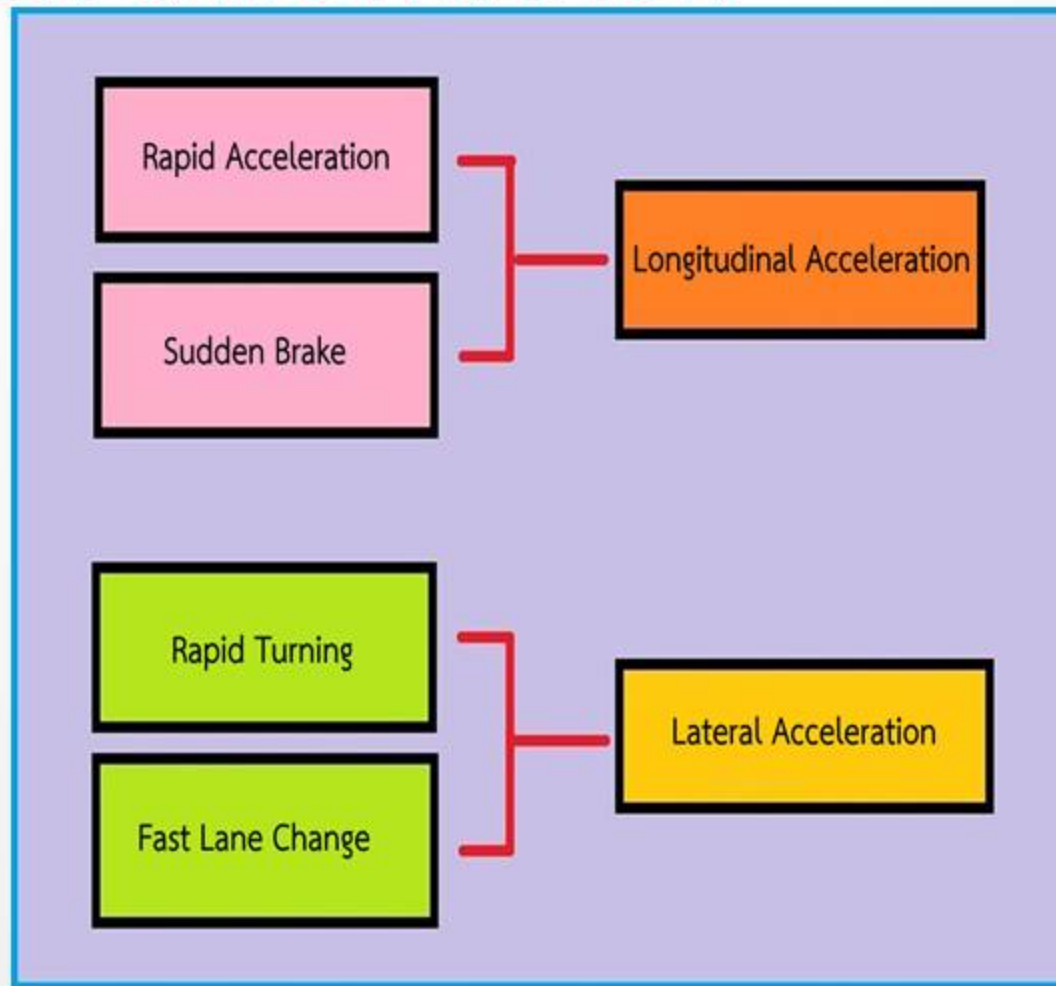 Rapid Acceleration
Longitudinal Acceleration
Sudden Brake
Rapid Turning
Lateral Acceleration
Fast Lane Change